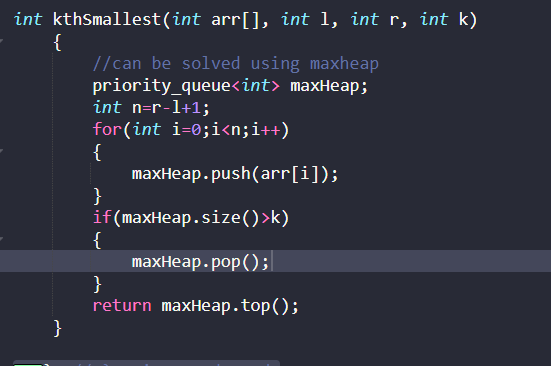 int kthSmallest(int arr[], int l, int r, int k)
{
//can be solved using maxheap
priority_queue<int> maxHeap;
int n=r-l+1;
for(int i=0;i<n;i++)
{
maxHeap.push(arr[i]);
}
if(maxHeap.size()>k)
{
maxHeap.pop();
}
return maxHeap.top();
}